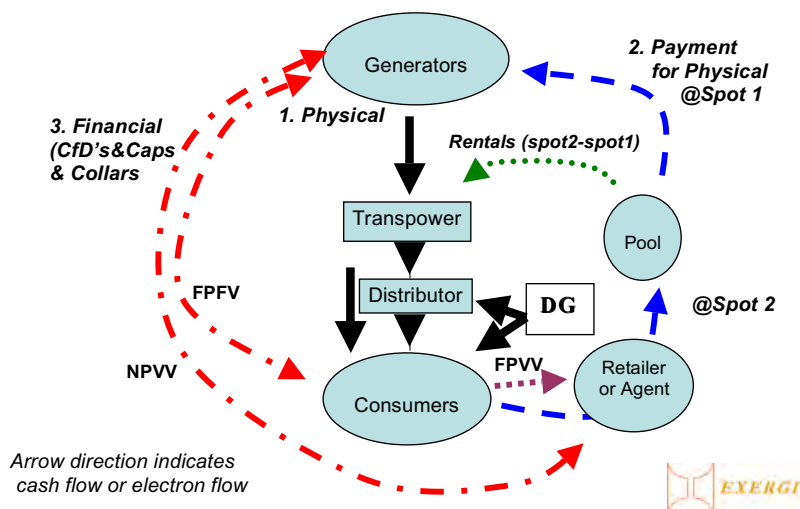 Generators
2. Payment
for Physical
@Spot 1
1. Physical
3. Financial
(CfD's&Caps
& Collars
Rentals (spot2-spot1)
Transpower
Pool
FPFV
Distributor
DG
@Spot 2
NPVV
FPVV
Retailer
or Agent
Consumers
Arrow direction indicates
cash flow or electron flow
EXERGI